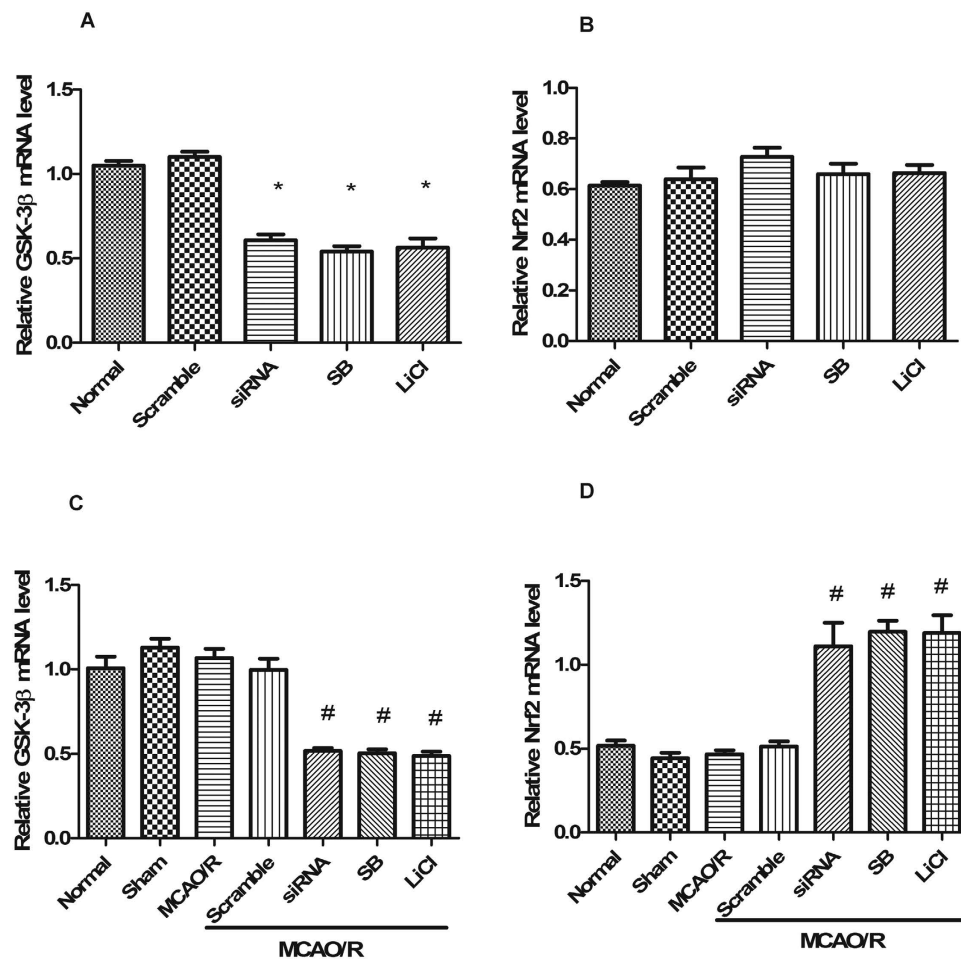 A
Relative GSK-3β mRNA level
1.5
1.0
0.5
0.0
* * *
Normal Scramble siRNA SB LiCl
B
Relative Nrf2 mRNA level
1.0
0.8
0.6
0.4
0.2
0.0
Normal Scramble siRNA SB LiCl
C
Relative GSK-3β mRNA level
1.5
1.0
0.5
0.0
# # #
Normal Sham MCAO/R Scramble siRNA SB LiCl
MCAO/R
D
Relative Nrf2 mRNA level
1.5
1.0
0.5
0.0
# # #
Normal Sham MCAO/R Scramble siRNA SB LiCl
MCAO/R